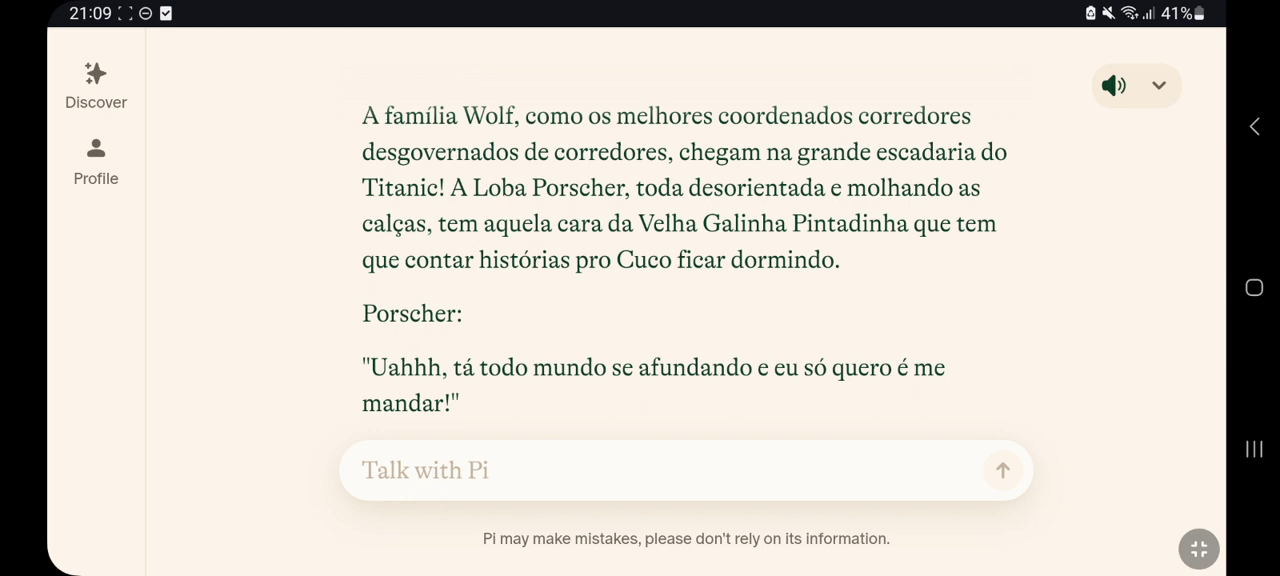 21:09
41%
Discover
Profile
A família Wolf, como os melhores coordenados corredores
desgovernados de corredores, chegam na grande escadaria do
Titanic! A Loba Porscher, toda desorientada e molhando as
calças, tem aquela cara da Velha Galinha Pintadinha que tem
que contar histórias pro Cuco ficar dormindo.
Porscher:
"Uahhh, tá todo mundo se afundando e eu só quero é me
mandar!"
Talk with Pi
Pi may make mistakes, please don't rely on its information.